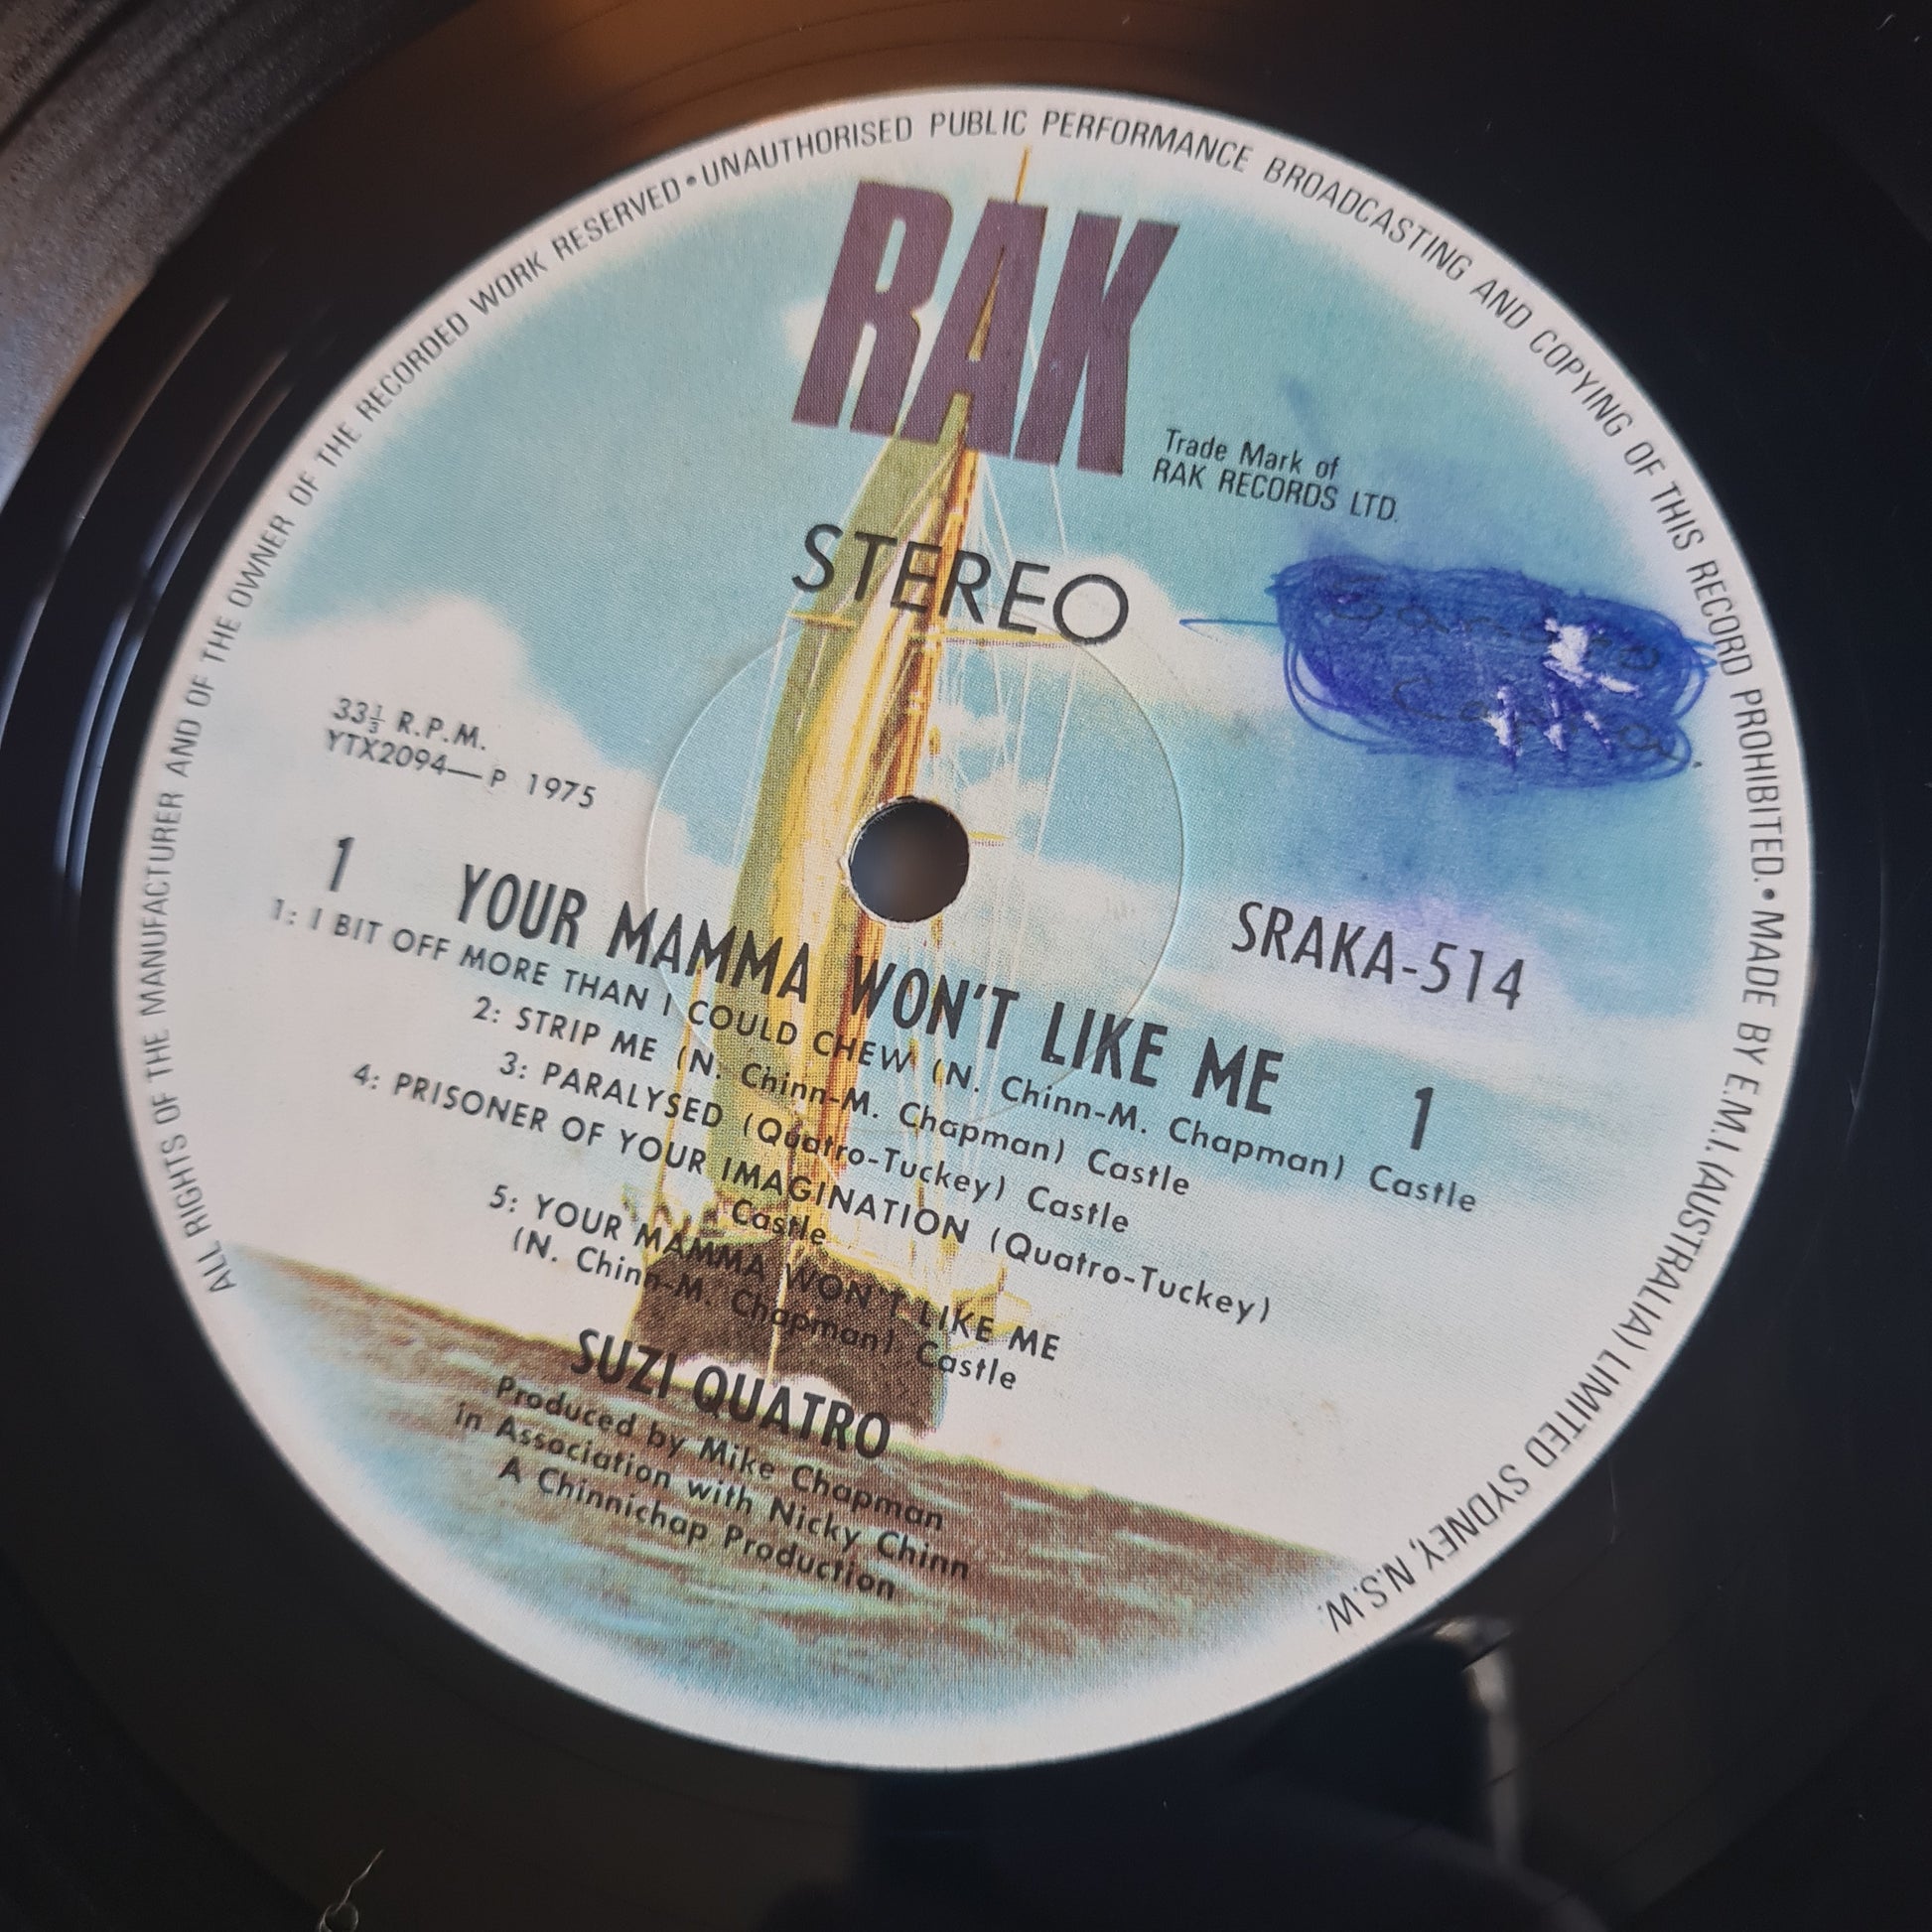 ALL RIGHTS OF THE MANUFACTURER AND OF THE OWNER OF THE RECORDED WORK RESERVED • UNAUTHORISED PUBLIC PERFORMANCE BROADCASTING AND COPYING OF THIS RECORD PROHIBITED. • MADE BY E.M.I. (AUSTRALIA) LIMITED SYDNEY, N.S.W.
RAK
Trade Mark of
RAK RECORDS LTD.
STEREO
33⅓ R.P.M.
YTX2094—P 1975
SRAKA-514
1 YOUR MAMMA WON'T LIKE ME 1
1: I BIT OFF MORE THAN I COULD CHEW (N. Chinn-M. Chapman) Castle
2: STRIP ME (N. Chinn-M. Chapman) Castle
3: PARALYSED (Quatro-Tuckey) Castle
4: PRISONER OF YOUR IMAGINATION (Quatro-Tuckey)
Castle
5: YOUR MAMMA WON'T LIKE ME
(N. Chinn-M. Chapman) Castle
SUZI QUATRO
Produced by Mike Chapman
in Association with Nicky Chinn
A Chinnichap Production